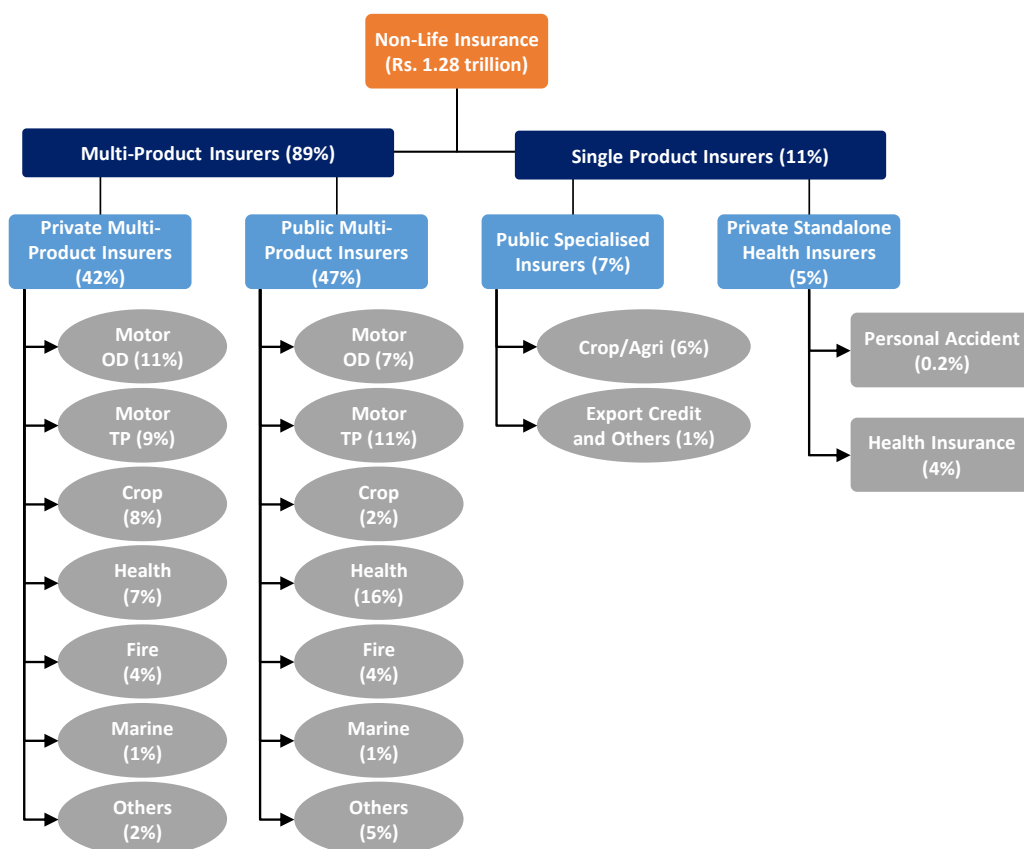 Non-Life Insurance
(Rs. 1.28 trillion)
Multi-Product Insurers (89%)
Single Product Insurers (11%)
Private Multi-
Product Insurers
(42%)
Public Multi-
Product Insurers
(47%)
Public Specialised
Insurers (7%)
Private Standalone
Health Insurers
(5%)
Motor
OD (11%)
Motor
TP (9%)
Crop
(8%)
Health
(7%)
Fire
(4%)
Marine
(1%)
Others
(2%)
Motor
OD (7%)
Motor
TP (11%)
Crop
(2%)
Health
(16%)
Fire
(4%)
Marine
(1%)
Others
(5%)
Crop/Agri (6%)
Export Credit
and Others (1%)
Personal Accident
(0.2%)
Health Insurance
(4%)